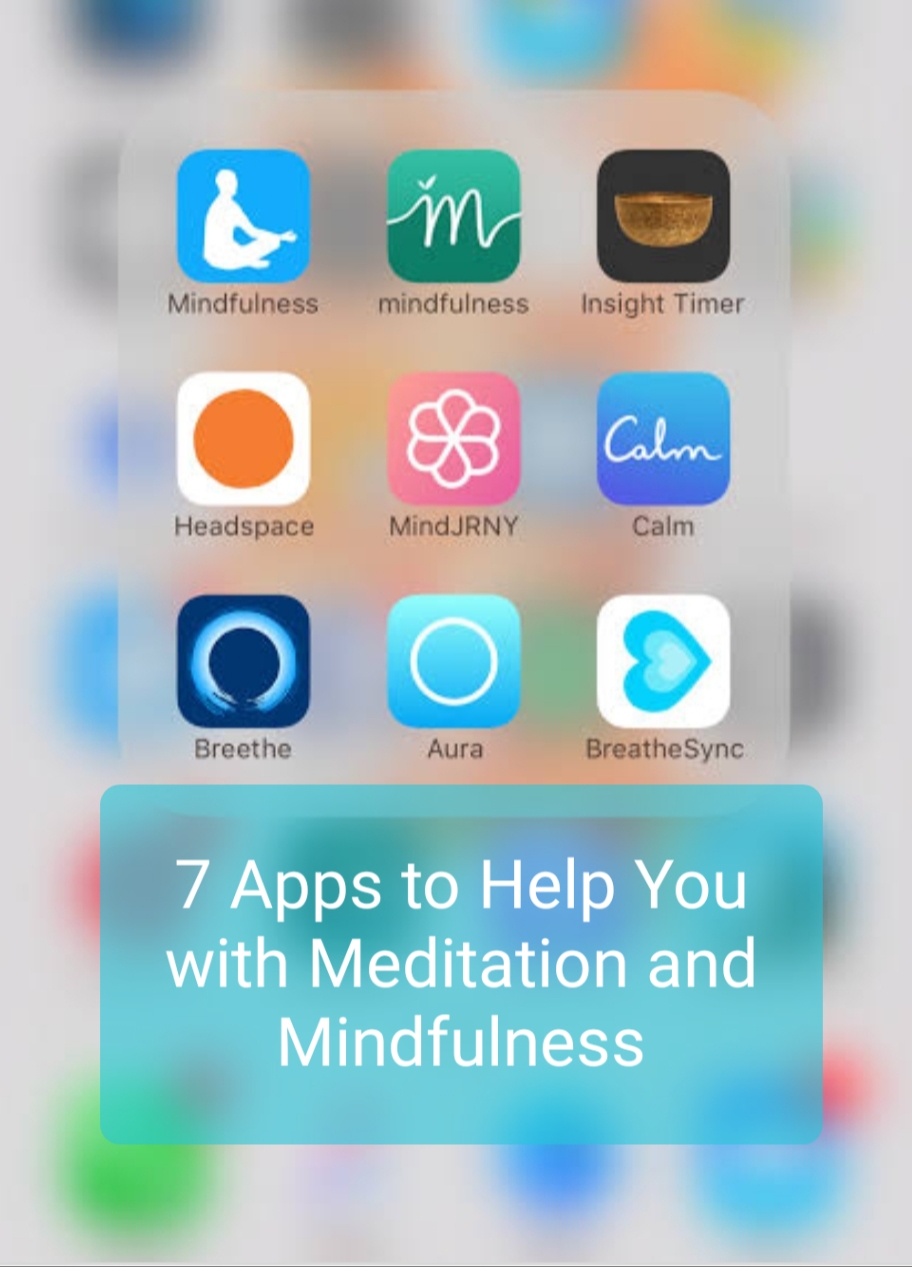 Mindfulness mindfulness Insight Timer
Calm
Headspace MindJRNY Calm
Breethe Aura BreatheSync
7 Apps to Help You
with Meditation and
Mindfulness